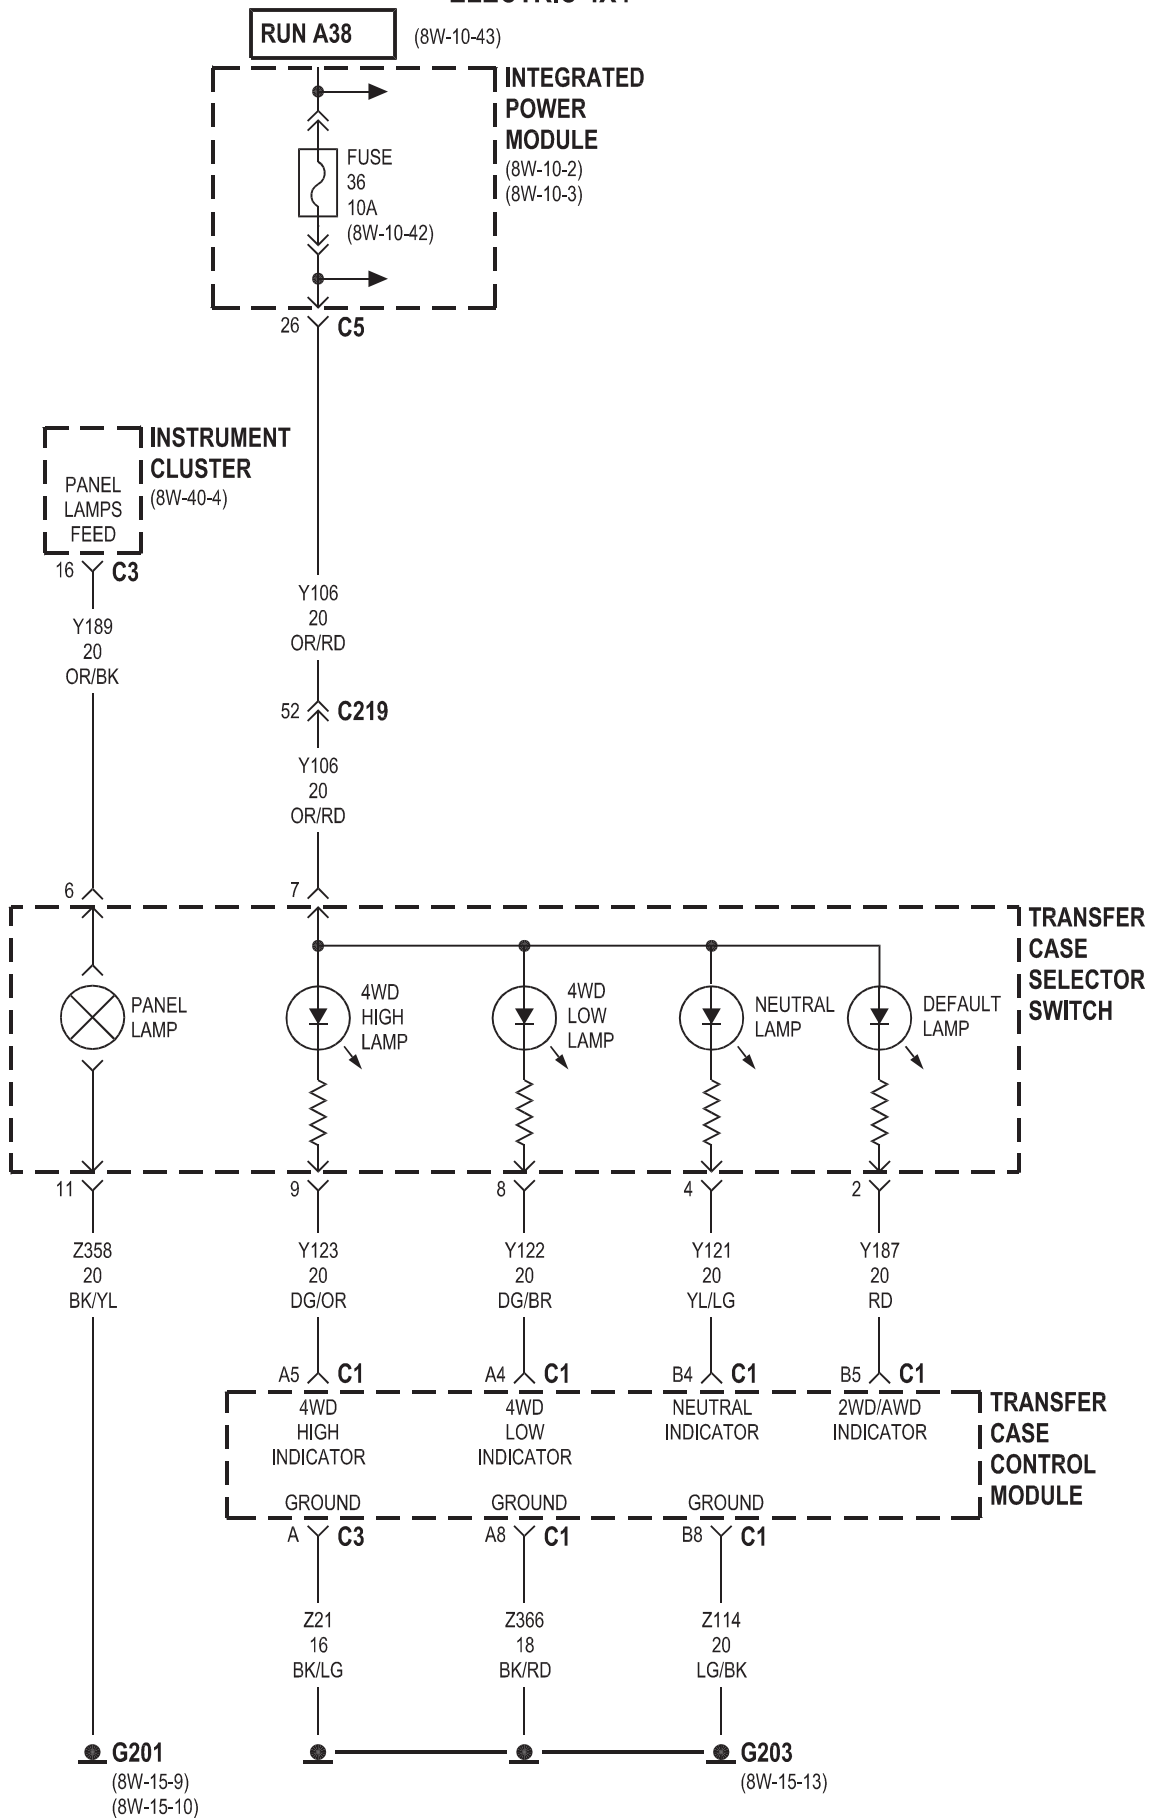 ELECTRIC 4X4
RUN A38
(8W-10-43)
INTEGRATED
POWER
MODULE
(8W-10-2)
(8W-10-3)
FUSE
36
10A
(8W-10-42)
26
C5
INSTRUMENT
CLUSTER
(8W-40-4)
PANEL
LAMPS
FEED
16
C3
Y189
20
OR/BK
Y106
20
OR/RD
52
C219
Y106
20
OR/RD
6
7
TRANSFER
CASE
SELECTOR
SWITCH
PANEL
LAMP
4WD
HIGH
LAMP
4WD
LOW
LAMP
NEUTRAL
LAMP
DEFAULT
LAMP
11
9
8
4
2
Z358
20
BK/YL
Y123
20
DG/OR
Y122
20
DG/BR
Y121
20
YL/LG
Y187
20
RD
A5
C1
A4
C1
B4
C1
B5
C1
4WD
HIGH
INDICATOR
4WD
LOW
INDICATOR
NEUTRAL
INDICATOR
2WD/AWD
INDICATOR
TRANSFER
CASE
CONTROL
MODULE
GROUND
GROUND
GROUND
A
C3
A8
C1
B8
C1
Z21
16
BK/LG
Z366
18
BK/RD
Z114
20
LG/BK
G201
(8W-15-9)
(8W-15-10)
G203
(8W-15-13)